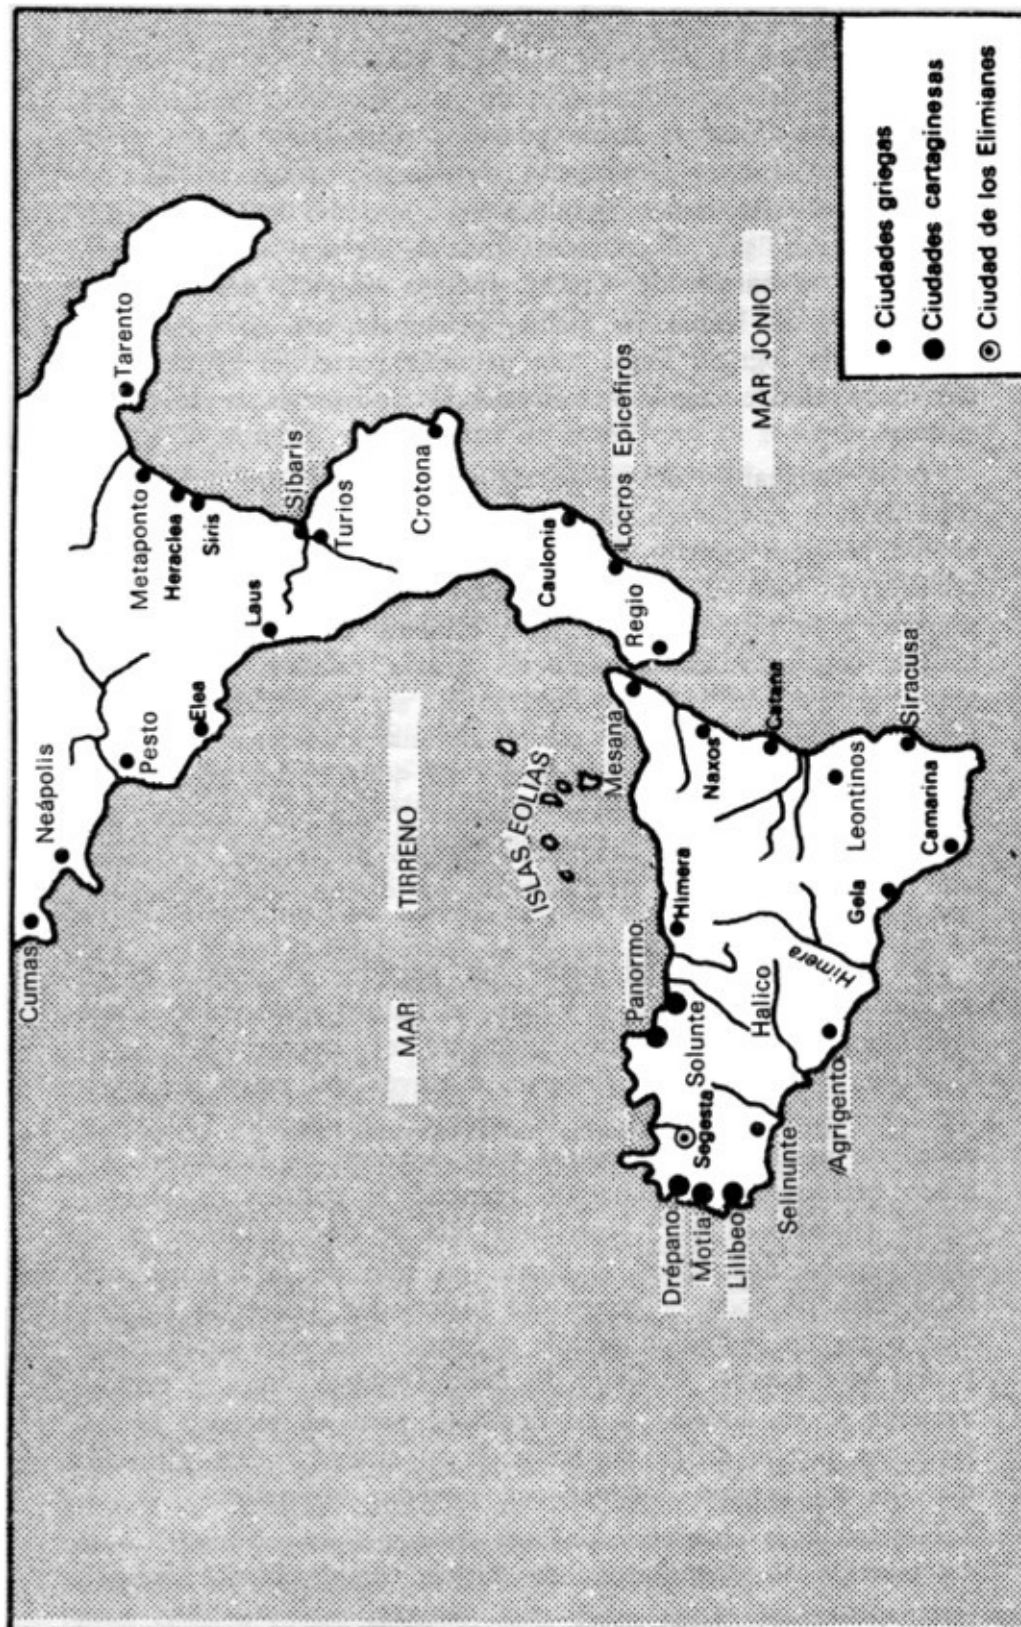 Cumas
Neápolis
Pesto
Elea
Laus
Metaponto
Heraclea
Siris
Tarento
Sibaris
Turios
Crotona
Caulonia
Locros Epicefiros
Regio
MAR TIRRENO
ISLAS EOLIAS
MAR JONIO
Mesana
Naxos
Catana
Leontinos
Siracusa
Camarina
Gela
Himera
Himera
Halico
Panormo
Solunte
Segesta
Drépano
Motia
Lilibeo
Selinunte
Agrigento
Ciudades griegas
Ciudades cartaginesas
Ciudad de los Elimianes